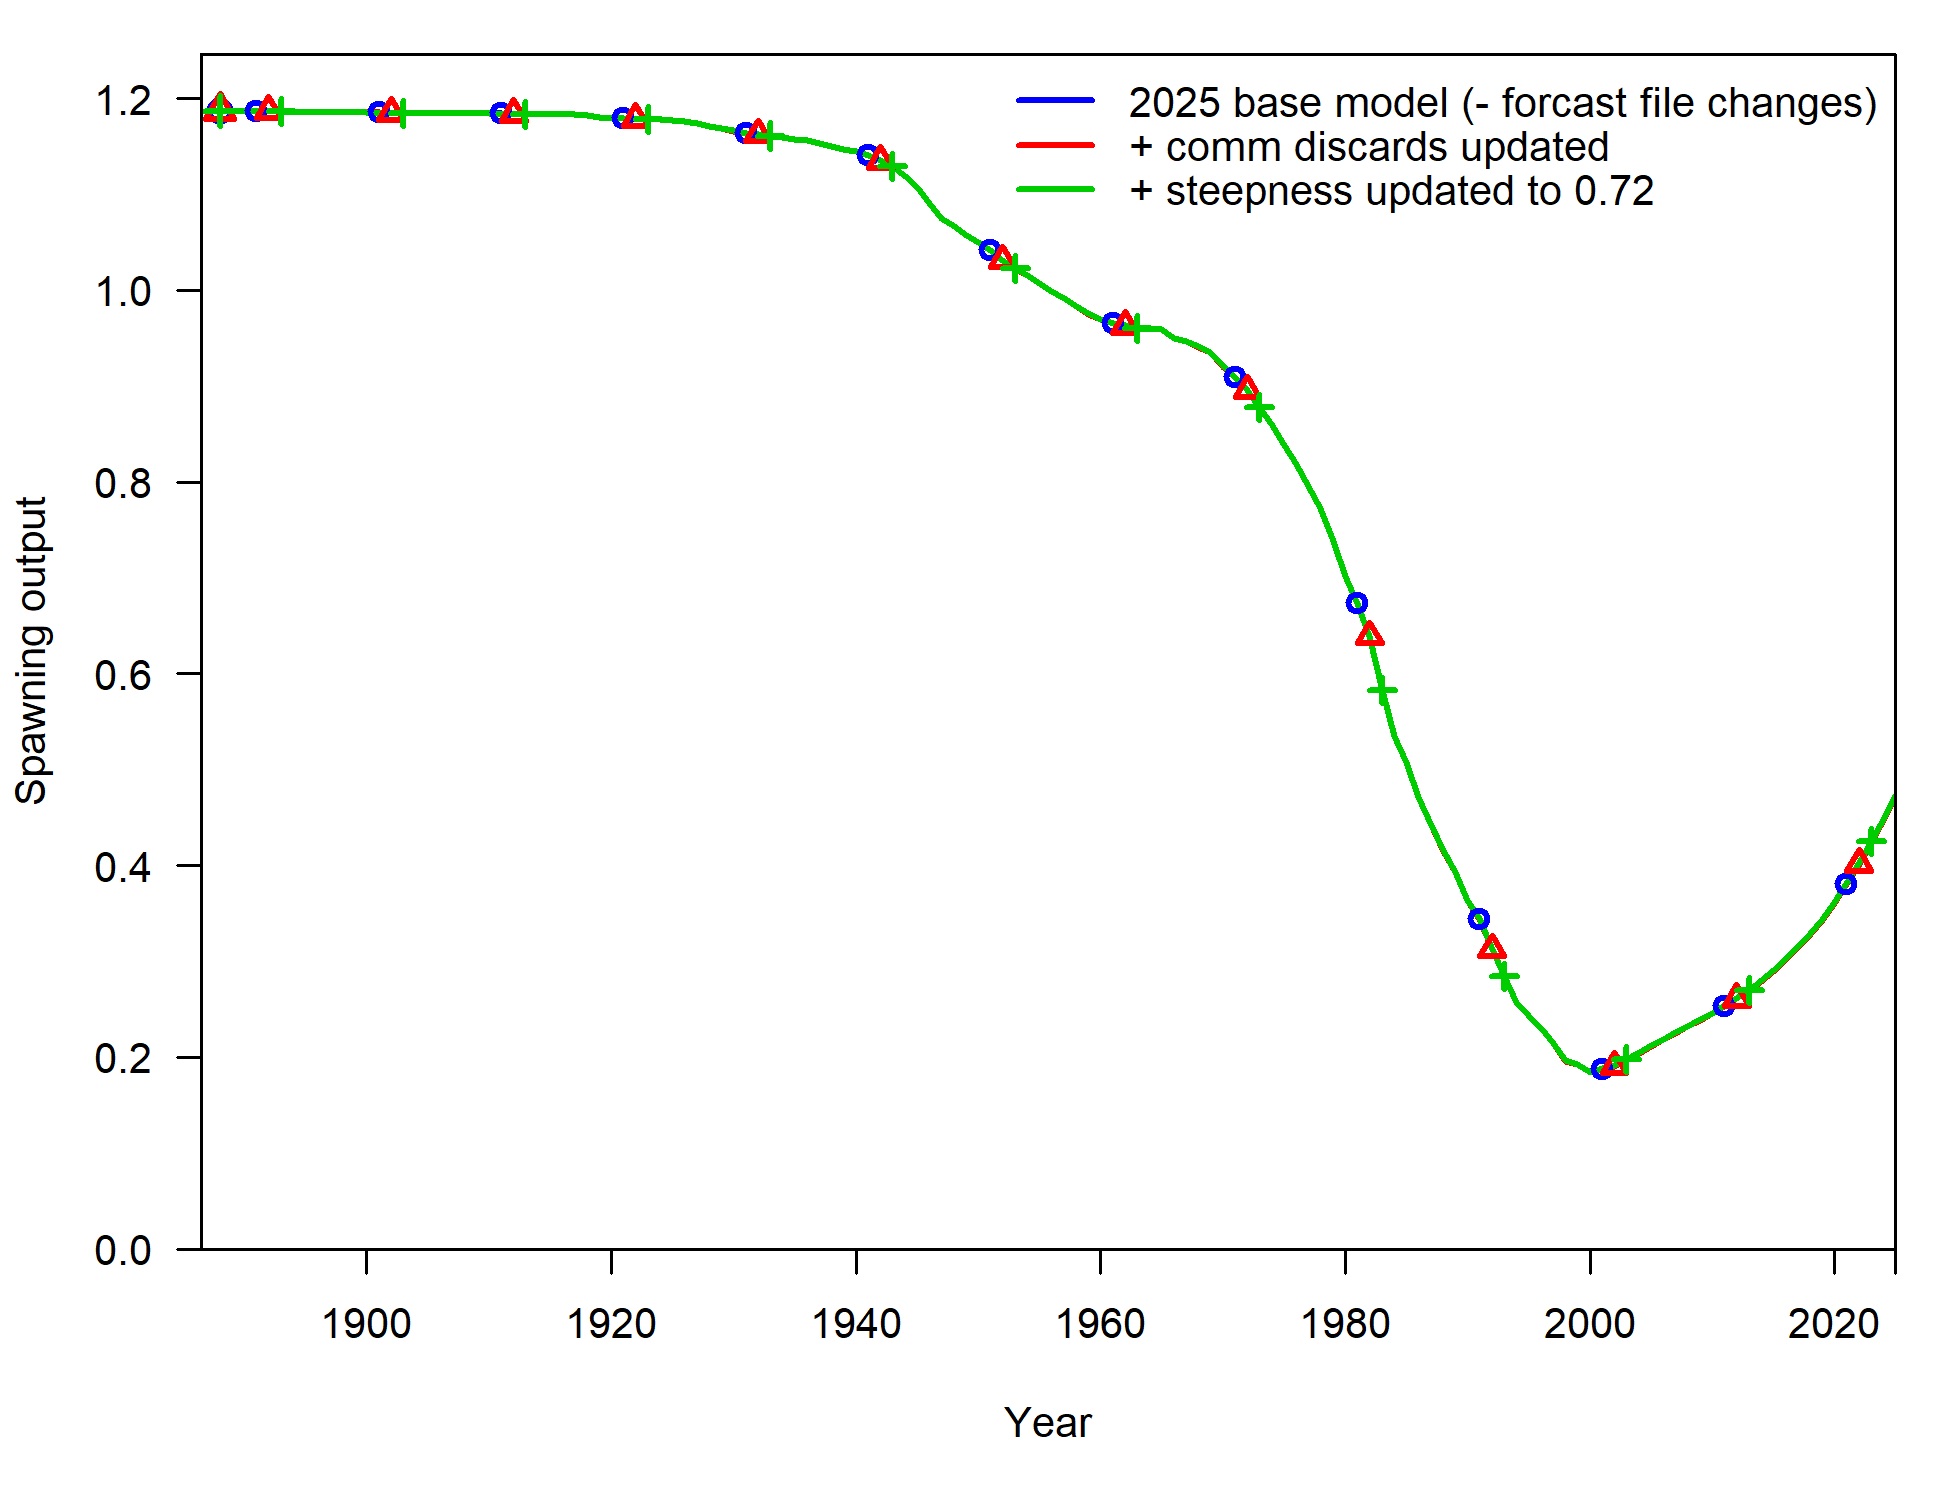 2025 base model (- forcast file changes)
+ comm discards updated
+ steepness updated to 0.72
1.2
1.0
0.8
0.6
0.4
0.2
0.0
Spawning output
1900 1920 1940 1960 1980 2000 2020
Year